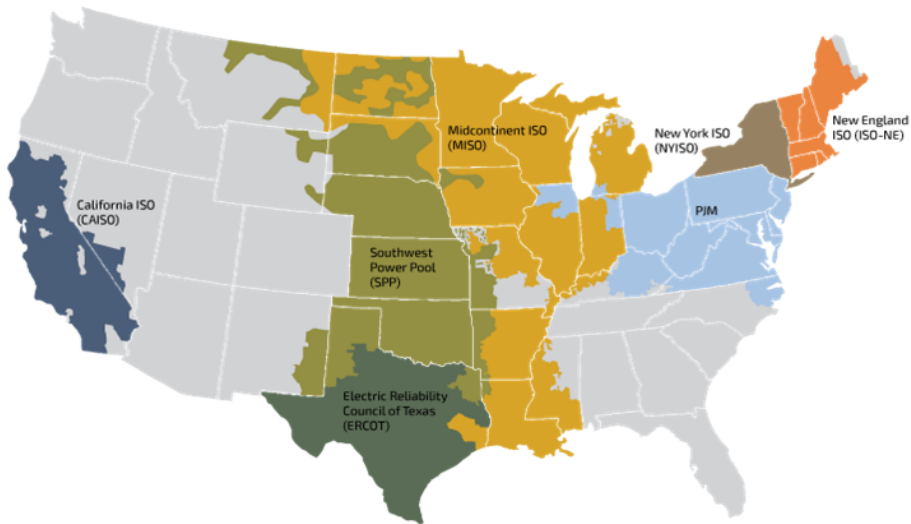 Midcontinent ISO
(MISO)
New York ISO
(NYISO)
New England
ISO (ISO-NE)
California ISO
(CAISO)
PJM
Southwest
Power Pool
(SPP)
Electric Reliability
Council of Texas
(ERCOT)